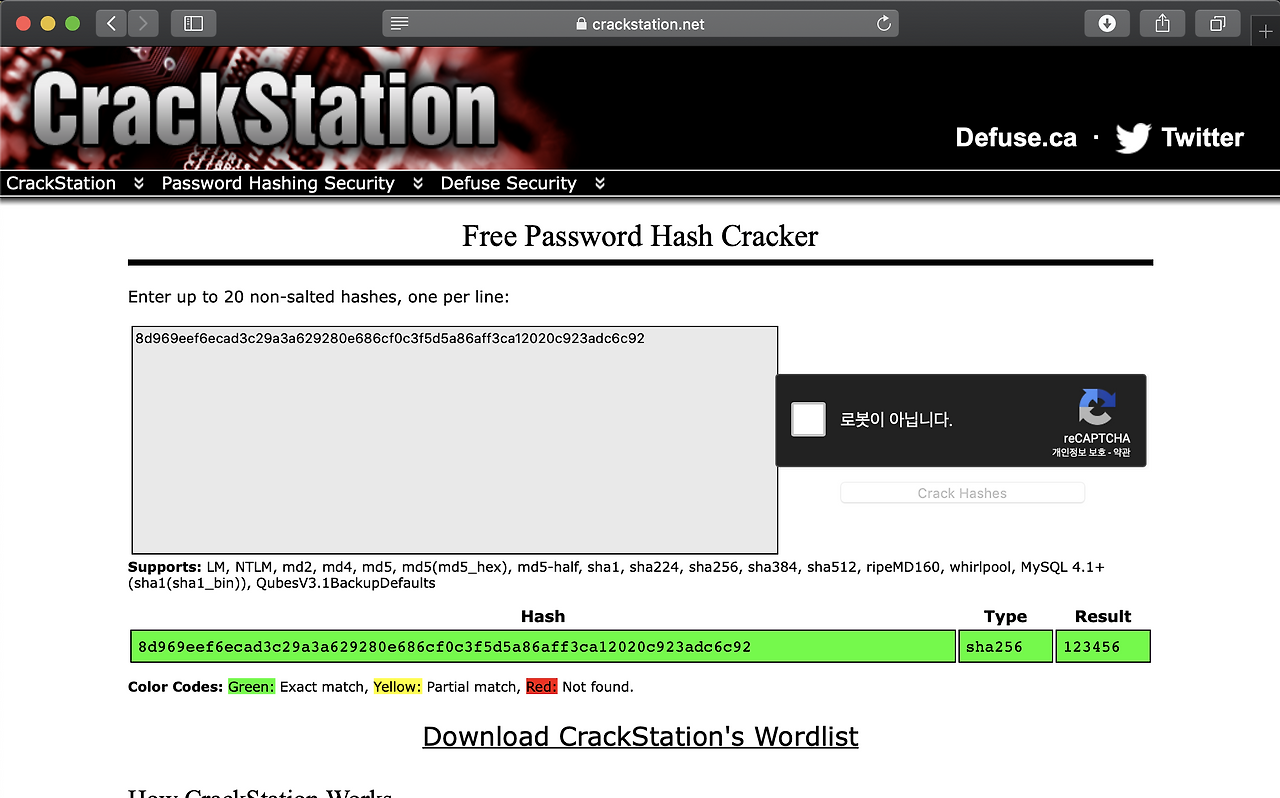 crackstation.net
CrackStation
Defuse.ca · Twitter
CrackStation Password Hashing Security Defuse Security
Free Password Hash Cracker
Enter up to 20 non-salted hashes, one per line:
8d969eef6ecad3c29a3a629280e686cf0c3f5d5a86aff3ca12020c923adc6c92
로봇이 아닙니다.
reCAPTCHA
개인정보 보호 - 약관
Crack Hashes
Supports: LM, NTLM, md2, md4, md5, md5(md5_hex), md5-half, sha1, sha224, sha256, sha384, sha512, ripeMD160, whirlpool, MySQL 4.1+
(sha1(sha1_bin)), QubesV3.1BackupDefaults
Hash Type Result
8d969eef6ecad3c29a3a629280e686cf0c3f5d5a86aff3ca12020c923adc6c92 sha256 123456
Color Codes: Green: Exact match, Yellow: Partial match, Red: Not found.
Download CrackStation's Wordlist
How CrackStation Works